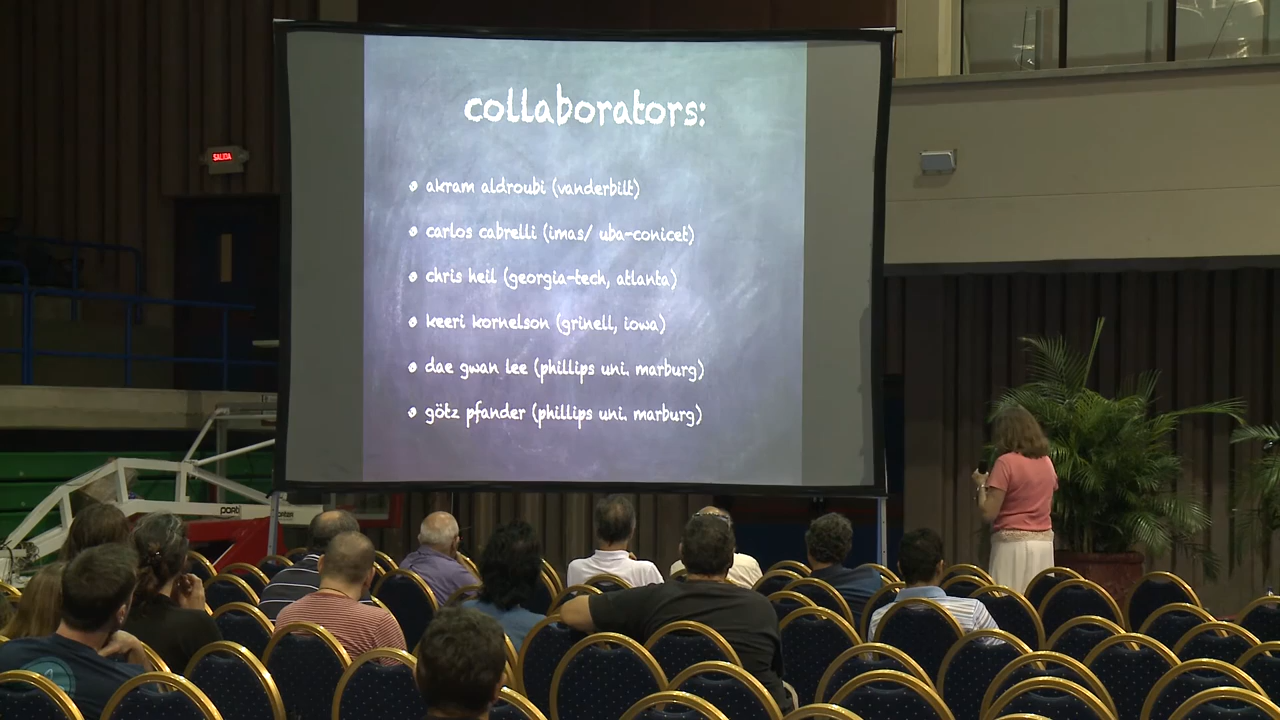 collaborators:
akram aldroubi (vanderbilt)
carlos cabrelli (imas/ uba-conicet)
chris heil (georgia-tech, atlanta)
keeri kornelson (grinell, iowa)
dae gwan lee (phillips uni. marburg)
götz pfander (phillips uni. marburg)
SALIDA